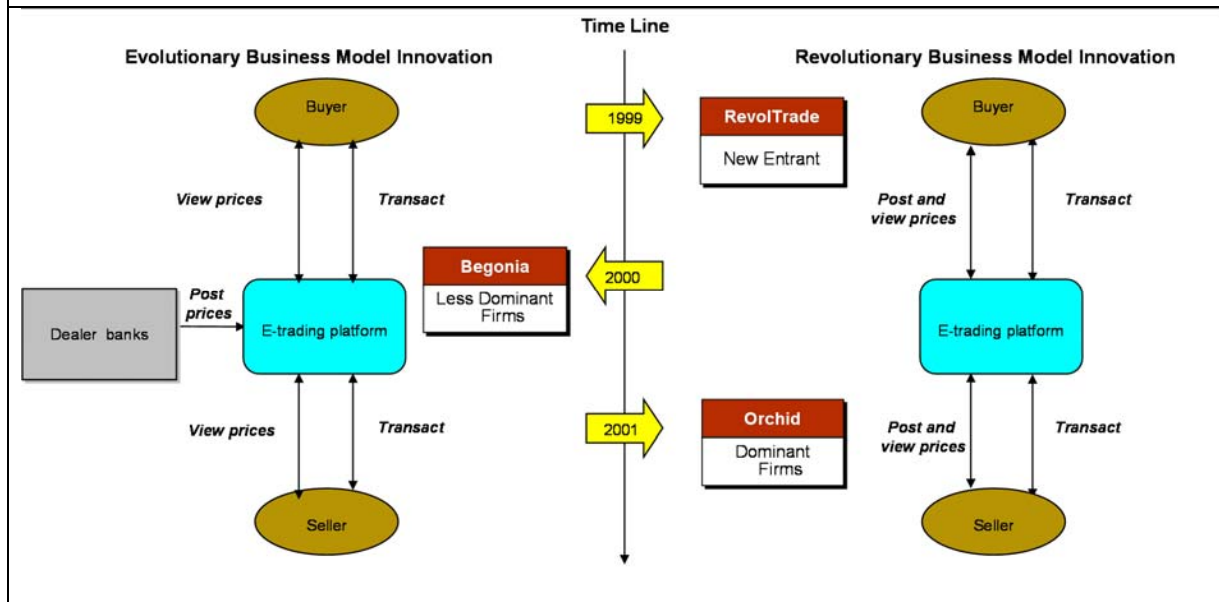 Time Line
Evolutionary Business Model Innovation
Revolutionary Business Model Innovation
Buyer
View prices
Transact
Dealer banks
Post
prices
E-trading platform
View prices
Transact
Seller
1999
RevolTrade
New Entrant
2000
Begonia
Less Dominant
Firms
2001
Orchid
Dominant
Firms
Buyer
Post and
view prices
Transact
E-trading platform
Post and
view prices
Transact
Seller